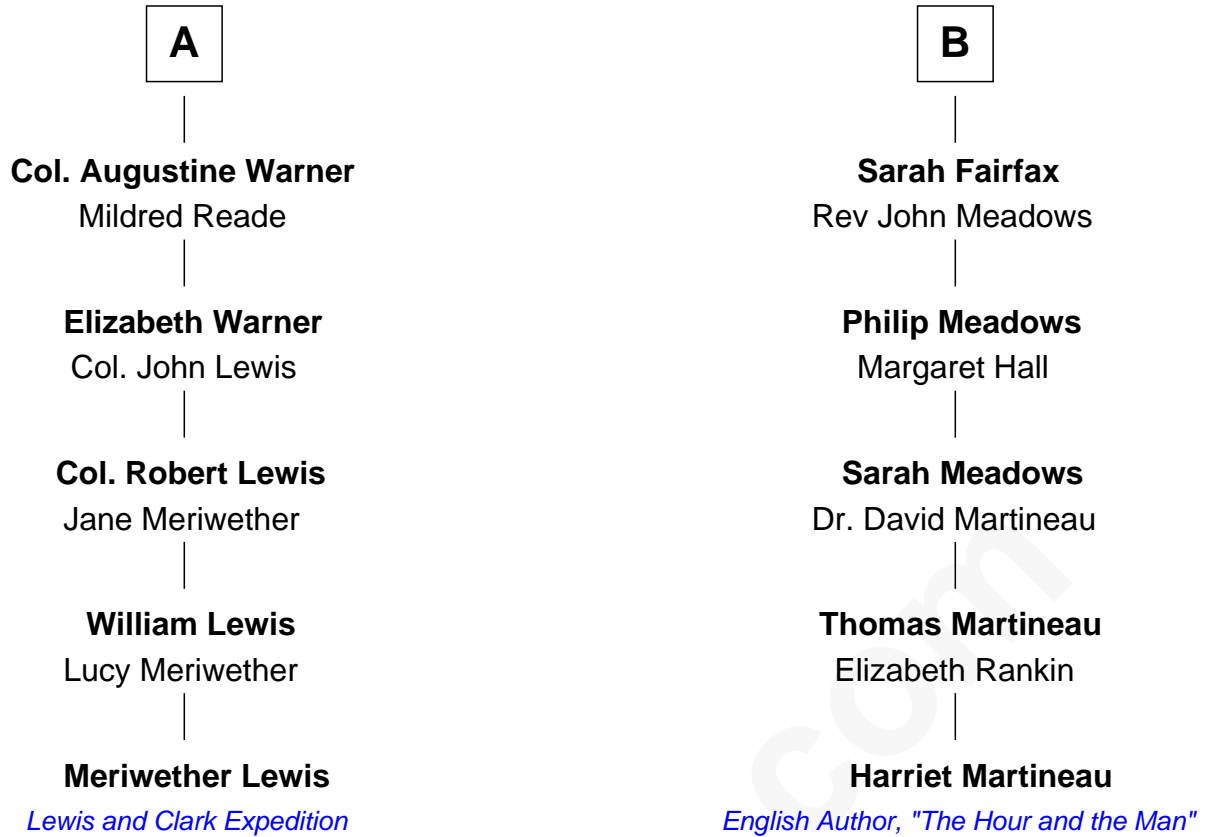 A
Col. Augustine Warner
Mildred Reade
Elizabeth Warner
Col. John Lewis
Col. Robert Lewis
Jane Meriwether
William Lewis
Lucy Meriwether
Meriwether Lewis
Lewis and Clark Expedition
B
Sarah Fairfax
Rev John Meadows
Philip Meadows
Margaret Hall
Sarah Meadows
Dr. David Martineau
Thomas Martineau
Elizabeth Rankin
Harriet Martineau
English Author, "The Hour and the Man"
com